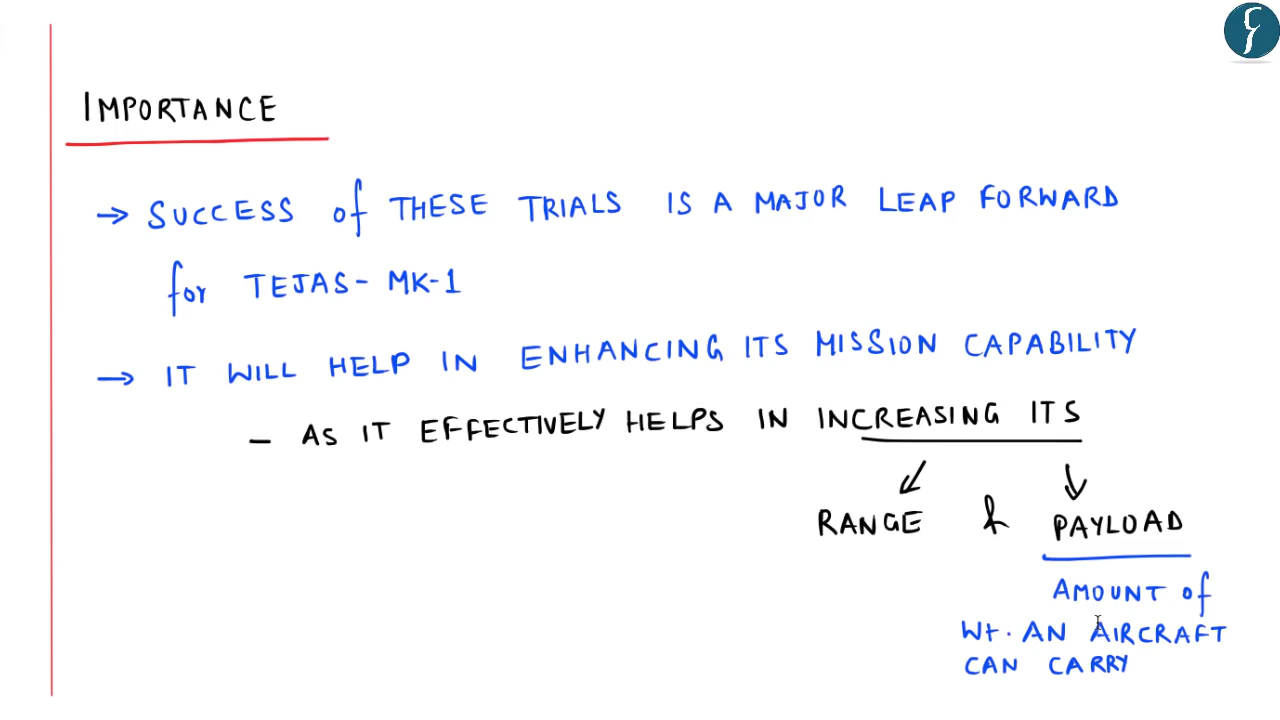 IMPORTANCE
→ SUCCESS of THESE TRIALS IS A MAJOR LEAP FORWARD
for TEJAS- MK-1
→ IT WILL HELP IN ENHANCING ITS MISSION CAPABILITY
- AS IT EFFECTIVELY HELPS IN INCREASING ITS
RANGE & PAYLOAD
AMOUNT of
Wt. AN AIRCRAFT
CAN CARRY